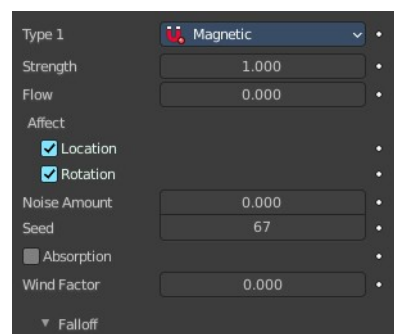 Type 1 Magnetic
Strength 1.000
Flow 0.000
Affect
Location
Rotation
Noise Amount 0.000
Seed 67
Absorption
Wind Factor 0.000
Falloff